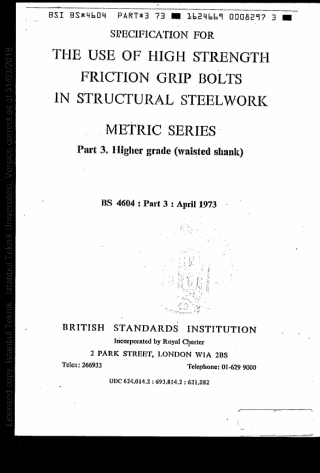 BSI BS*4604 PART*3 73 ■ 1624669 0008297 3 ■
SPECIFICATION FOR
THE USE OF HIGH STRENGTH
FRICTION GRIP BOLTS
IN STRUCTURAL STEELWORK
METRIC SERIES
Part 3. Higher grade (waisted shank)
BS 4604 : Part 3 : April 1973
BRITISH STANDARDS INSTITUTION
Incorporated by Royal Charter
2 PARK STREET, LONDON W1A 2BS
Telex: 266933 Telephone: 01-629 9000
UDC 624.014.2 : 693.814.2 : 621.882
Licensed copy: Istanbul Teknik, Istanbul Teknik Universitesi, Version correct as of 31/03/2018